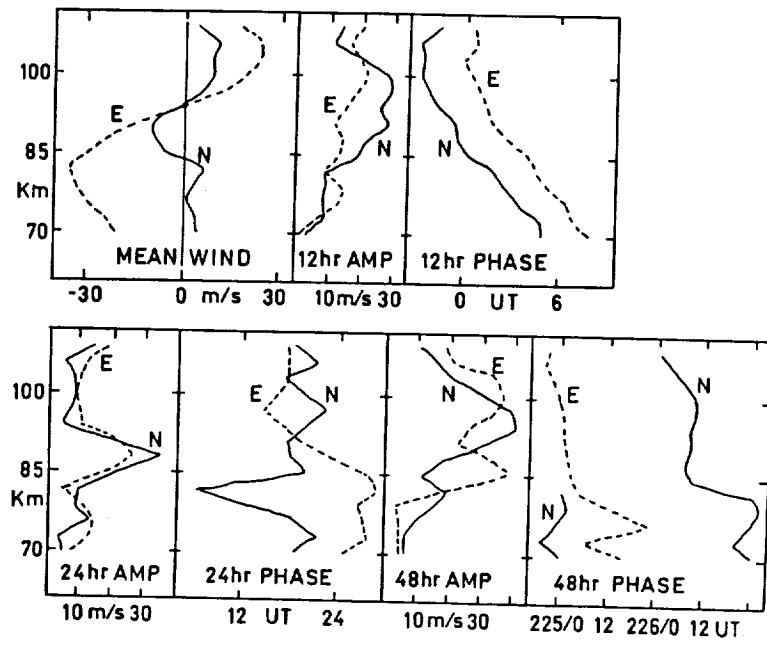 100
85
Km
70
E
N
MEAN WIND
-30 0 m/s 30
E
N
12hr AMP
10m/s 30
N
E
12hr PHASE
0 UT 6
100
85
Km
70
E
N
24hr AMP
10m/s 30
E
N
24hr PHASE
12 UT 24
N
E
48hr AMP
10m/s 30
E
N
N
48hr PHASE
225/0 12 226/0 12 UT